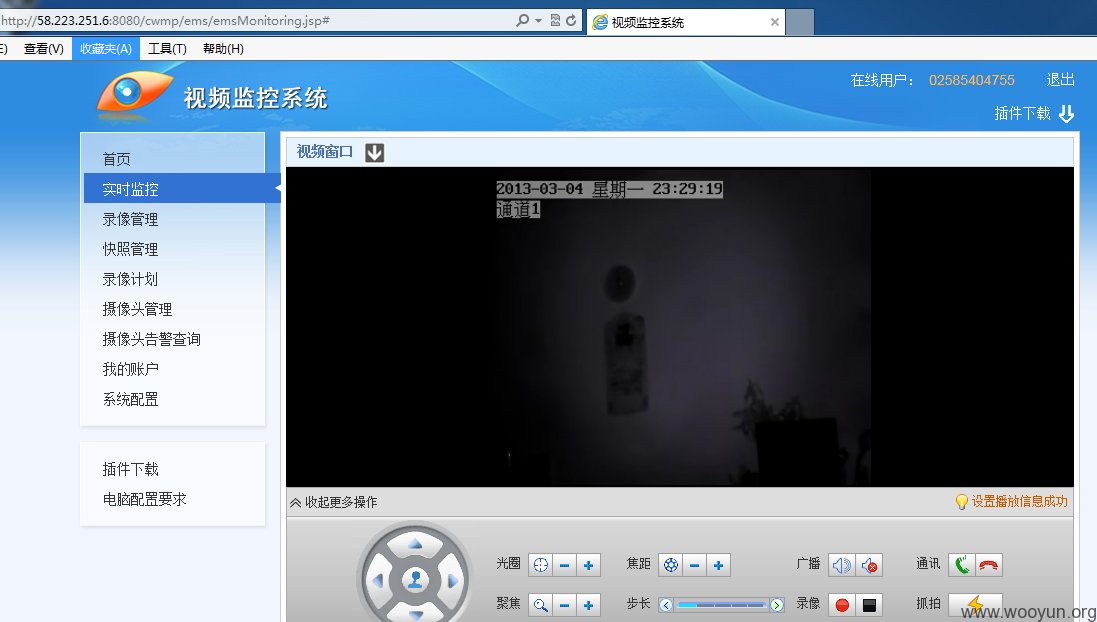 http://58.223.251.6:8080/cwmp/ems/emsMonitoring.jsp#
视频监控系统
查看(V) 收藏夹(A) 工具(T) 帮助(H)
视频监控系统
在线用户： 02585404755 退出
插件下载
首页
实时监控
录像管理
快照管理
录像计划
摄像头管理
摄像头告警查询
我的账户
系统配置
插件下载
电脑配置要求
视频窗口
2013-03-04 星期一 23:29:19
通道1
收起更多操作
设置播放信息成功
光圈 焦距 广播 通讯
聚焦 步长 录像 抓拍
www.wooyun.org